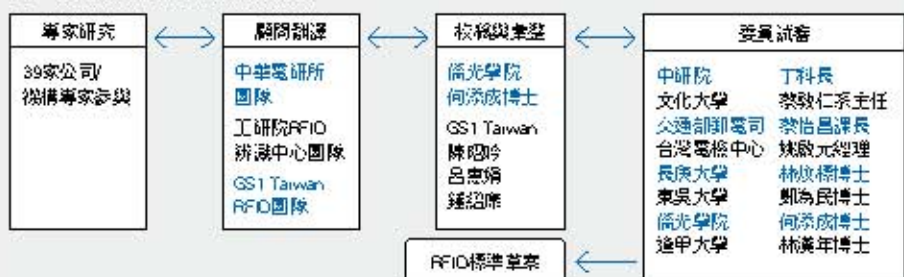 專家研究
39家公司/
機構專家參與
顧問翻譯
中華電研所
團隊
工研院RFID
辨識中心團隊
GS1 Taiwan
RFID團隊
校稿與彙整
僑光學院
何添成博士
GS1 Taiwan
陳昭吟
呂惠娟
鍾紹席
委員試審
中研院 丁科長
文化大學 蔡敦仁系主任
交通部郵電司 蔡怡昌課長
台灣電檢中心 姚啟元經理
長庚大學 林炆標博士
東吳大學 鄭為民博士
僑光學院 何添成博士
逢甲大學 林漢年博士
RFID標準草案